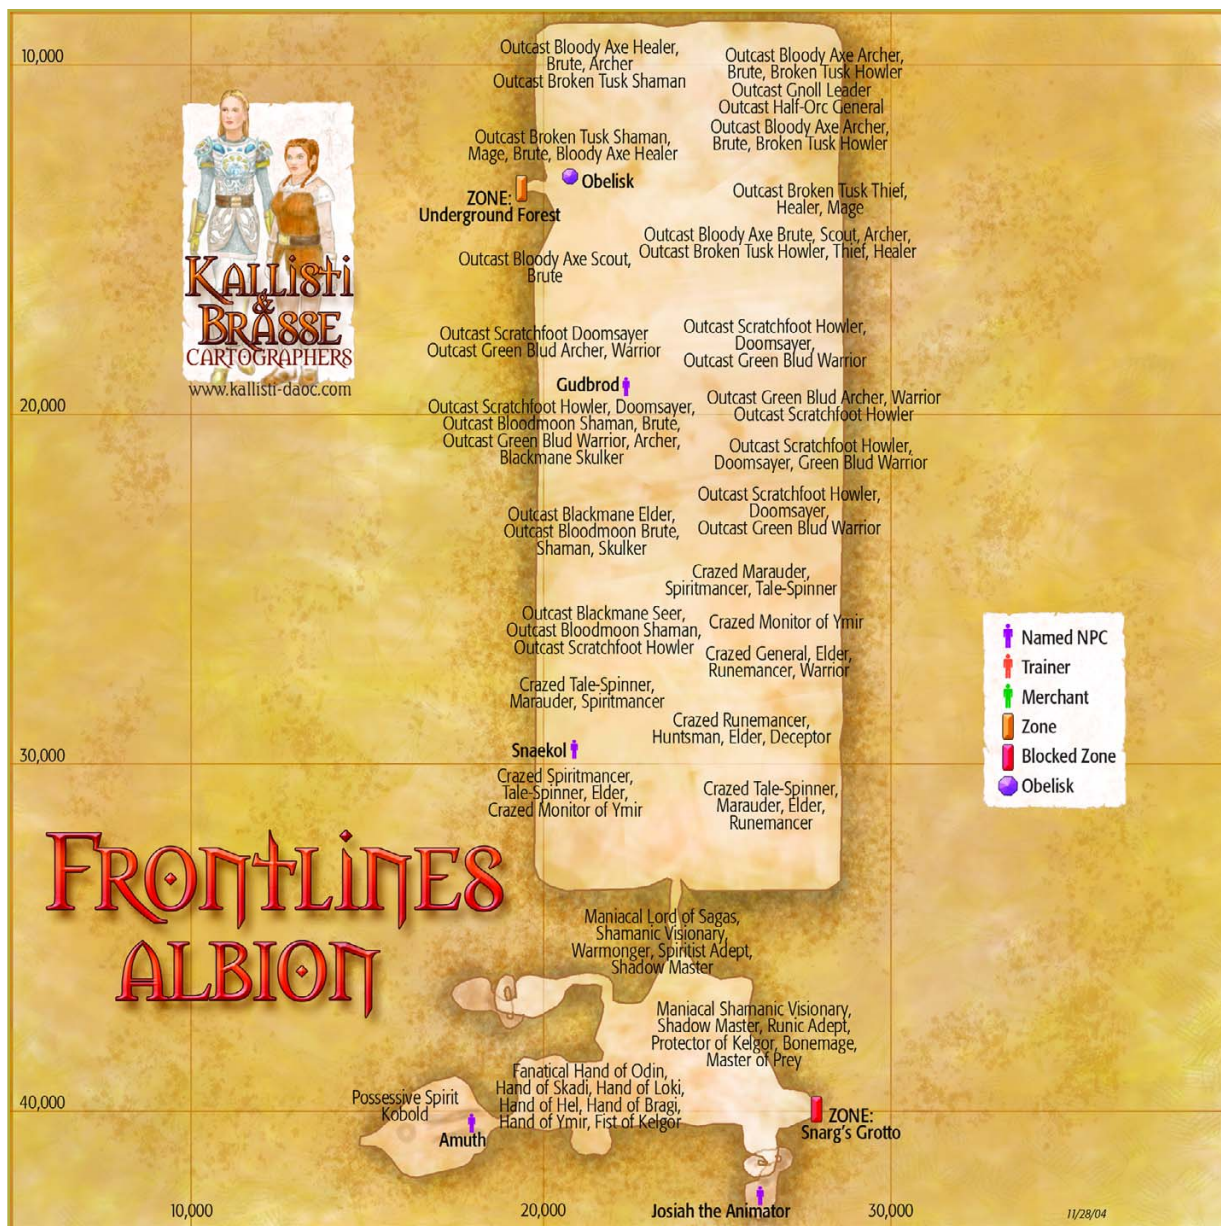 10,000
Outcast Bloody Axe Healer,
Brute, Archer
Outcast Broken Tusk Shaman
Outcast Bloody Axe Archer,
Brute, Broken Tusk Howler
Outcast Gnoll Leader
Outcast Half-Orc General
Outcast Bloody Axe Archer,
Brute, Broken Tusk Howler
Outcast Broken Tusk Shaman,
Mage, Brute, Bloody Axe Healer
Obelisk
ZONE:
Underground Forest
Outcast Broken Tusk Thief,
Healer, Mage
Outcast Bloody Axe Brute, Scout, Archer,
Outcast Broken Tusk Howler, Thief, Healer
Outcast Bloody Axe Scout,
Brute
KALLISTI
&
BRASSE
CARTOGRAPHERS
www.kallisti-daoc.com
Outcast Scratchfoot Doomsayer
Outcast Green Blud Archer, Warrior
Outcast Scratchfoot Howler,
Doomsayer,
Outcast Green Blud Warrior
Gudbrod
20,000
Outcast Scratchfoot Howler, Doomsayer,
Outcast Bloodmoon Shaman, Brute,
Outcast Green Blud Warrior, Archer,
Blackmane Skulker
Outcast Green Blud Archer, Warrior
Outcast Scratchfoot Howler
Outcast Scratchfoot Howler,
Doomsayer, Green Blud Warrior
Outcast Scratchfoot Howler,
Doomsayer,
Outcast Green Blud Warrior
Outcast Blackmane Elder,
Outcast Bloodmoon Brute,
Shaman, Skulker
Crazed Marauder,
Spiritmancer, Tale-Spinner
Outcast Blackmane Seer,
Outcast Bloodmoon Shaman,
Outcast Scratchfoot Howler
Crazed Monitor of Ymir
Crazed General, Elder,
Runemancer, Warrior
Crazed Tale-Spinner,
Marauder, Spiritmancer
Crazed Runemancer,
Huntsman, Elder, Deceptor
Snaekol
30,000
Crazed Spiritmancer,
Tale-Spinner, Elder,
Crazed Monitor of Ymir
Crazed Tale-Spinner,
Marauder, Elder,
Runemancer
Named NPC
Trainer
Merchant
Zone
Blocked Zone
Obelisk
FRONTLINES
ALBION
Maniacal Lord of Sagas,
Shamanic Visionary,
Warmonger, Spiritist Adept,
Shadow Master
Maniacal Shamanic Visionary,
Shadow Master, Runic Adept,
Protector of Kelgor, Bonemage,
Master of Prey
Fanatical Hand of Odin,
Hand of Skadi, Hand of Loki,
Hand of Hel, Hand of Bragi,
Hand of Ymir, Fist of Kelgor
Possessive Spirit
Kobold
40,000
Amuth
ZONE:
Snarg's Grotto
Josiah the Animator
10,000
20,000
30,000
11/28/04